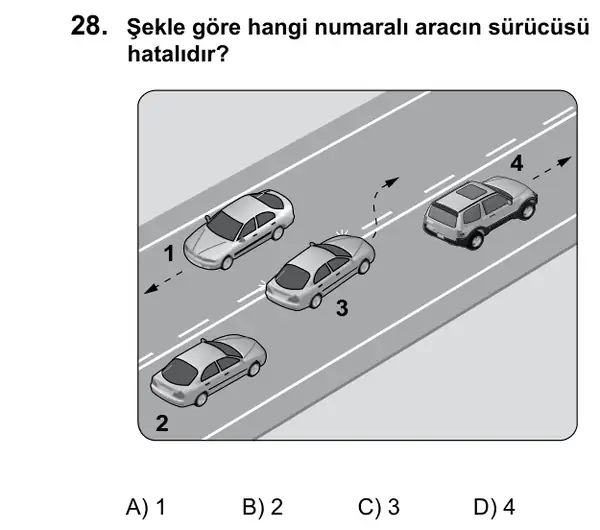 28. Şekle göre hangi numaralı aracın sürücüsü
hatalıdır?
4
1
3
2
A) 1 B) 2 C) 3 D) 4